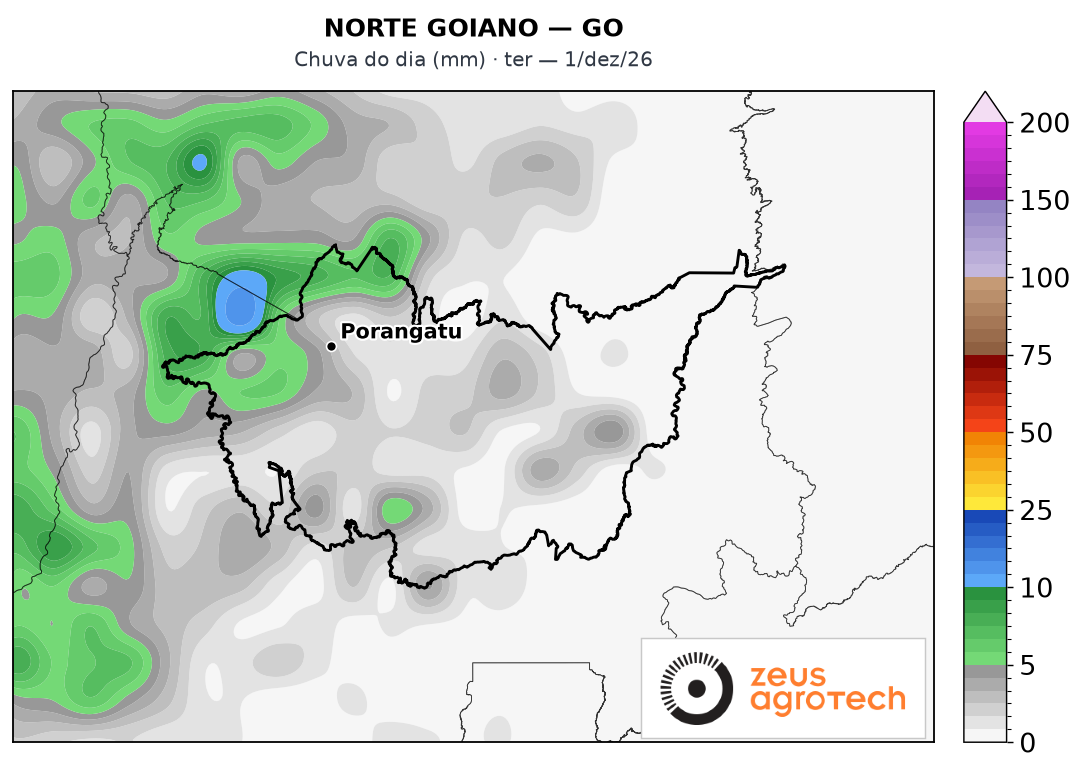 NORTE GOIANO — GO
Chuva do dia (mm) · ter — 1/dez/26
Porangatu
200
150
100
75
50
25
10
5
0
zeus
agroTech